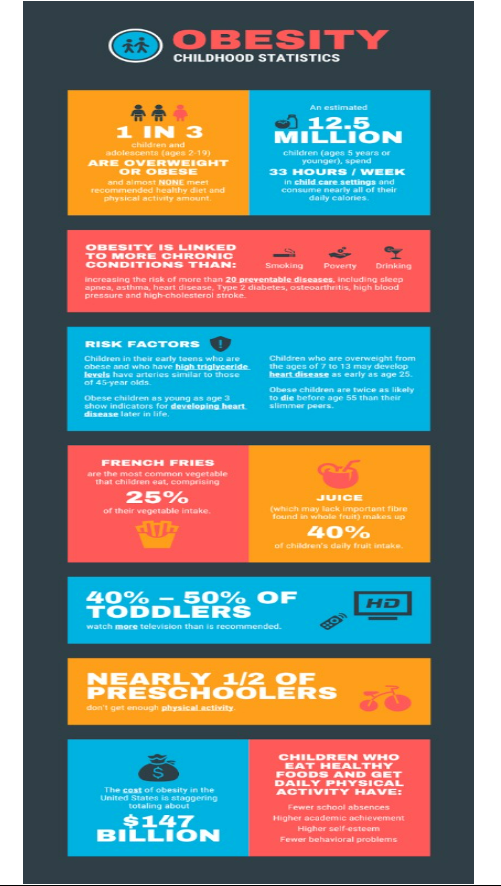 OBESITY
CHILDHOOD STATISTICS
1 IN 3
children and
adolescents (ages 2-19)
ARE OVERWEIGHT
OR OBESE
and almost NONE meet
recommended healthy diet and
physical activity amount.
An estimated
12.5
MILLION
children (ages 5 years or
younger), spend
33 HOURS / WEEK
in child care settings and
consume nearly all of their
daily calories.
OBESITY IS LINKED
TO MORE CHRONIC
CONDITIONS THAN:
Smoking
Poverty
Drinking
Increasing the risk of more than 20 preventable diseases, including sleep
apnea, asthma, heart disease, Type 2 diabetes, osteoarthritis, high blood
pressure and high-cholesterol stroke.
RISK FACTORS
Children in their early teens who are
obese and who have high triglyceride
levels have arteries similar to those
of 45-year olds.
Obese children as young as age 3
show indicators for developing heart
disease later in life.
Children who are overweight from
the ages of 7 to 13 may develop
heart disease as early as age 25.
Obese children are twice as likely
to die before age 55 than their
slimmer peers.
FRENCH FRIES
are the most common vegetable
that children eat, comprising
25%
of their vegetable intake.
JUICE
(which may lack important fibre
found in whole fruit) makes up
40%
of children's daily fruit intake.
40% – 50% OF
TODDLERS
watch more television than is recommended.
HD
NEARLY 1/2 OF
PRESCHOOLERS
don't get enough physical activity.
$
The cost of obesity in the
United States is staggering
totaling about
$147
BILLION
CHILDREN WHO
EAT HEALTHY
FOODS AND GET
DAILY PHYSICAL
ACTIVITY HAVE:
Fewer school absences
Higher academic achievement
Higher self-esteem
Fewer behavioral problems